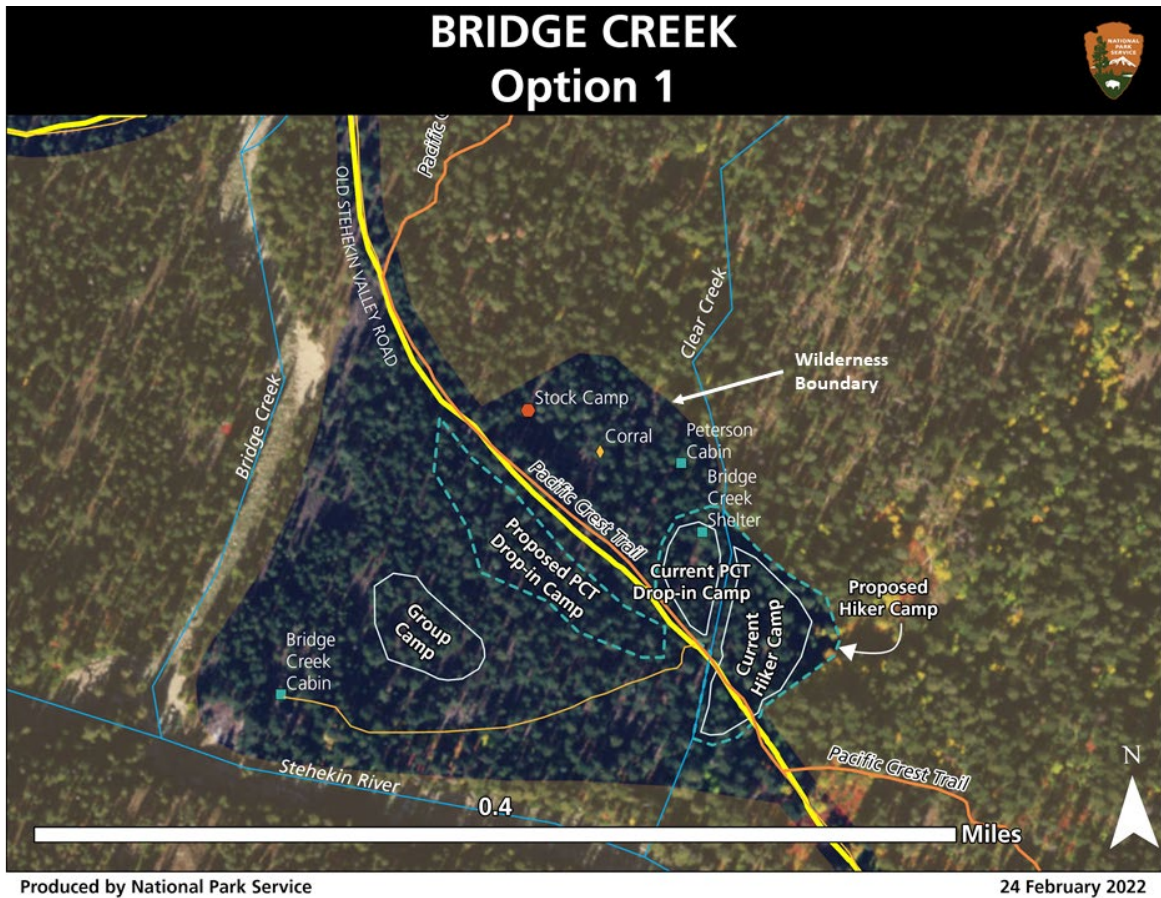 BRIDGE CREEK
Option 1
NATIONAL
PARK
SERVICE
Pacific C
OLD STEHEKIN VALLEY ROAD
Clear Creek
Bridge Creek
Wilderness
Boundary
Stock Camp
Corral
Peterson
Cabin
Bridge
Creek
Shelter
Pacific Crest Trail
Proposed PCT
Drop-in Camp
Current PCT
Drop-in Camp
Proposed
Hiker Camp
Current
Hiker Camp
Group
Camp
Bridge
Creek
Cabin
Pacific Crest Trail
Stehekin River
N
0.4
Miles
Produced by National Park Service
24 February 2022